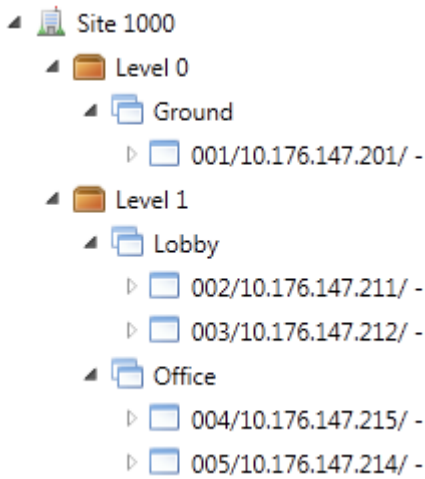 Site 1000
Level 0
Ground
001/10.176.147.201/ -
Level 1
Lobby
002/10.176.147.211/ -
003/10.176.147.212/ -
Office
004/10.176.147.215/ -
005/10.176.147.214/ -